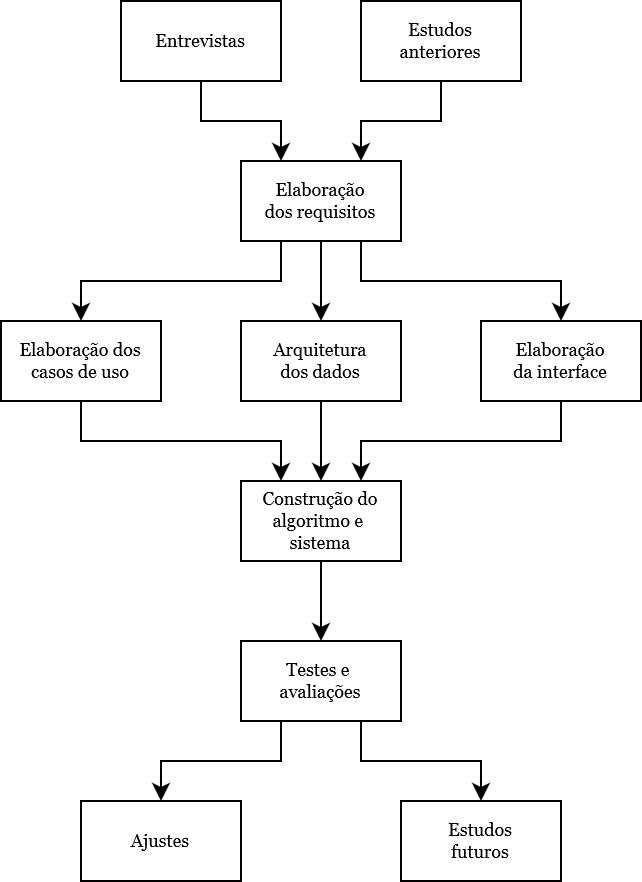 Entrevistas
Estudos
anteriores
Elaboração
dos requisitos
Elaboração dos
casos de uso
Arquitetura
dos dados
Elaboração
da interface
Construção do
algoritmo e
sistema
Testes e
avaliações
Ajustes
Estudos
futuros